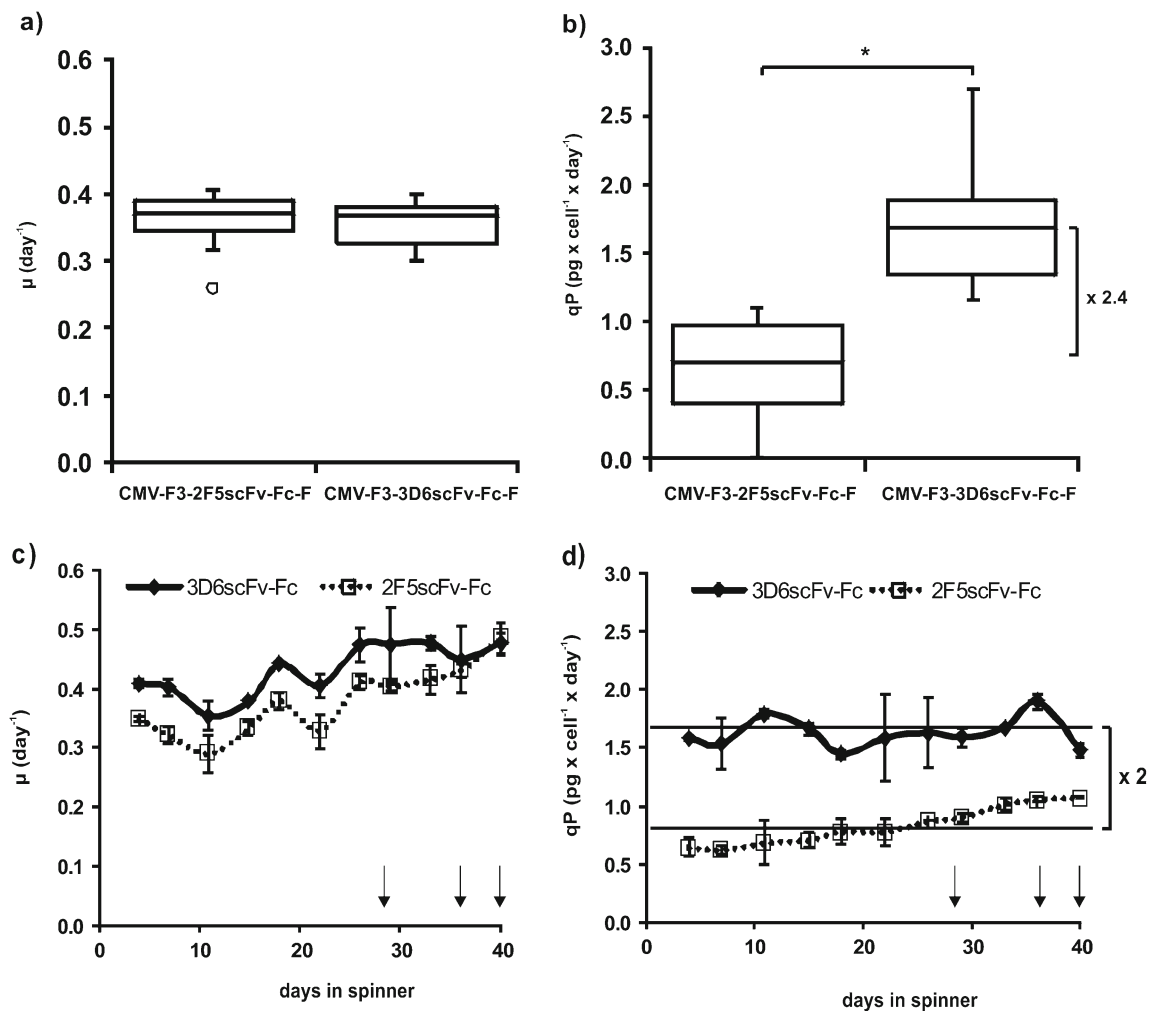 a)
0.6
0.5
0.4
0.3
0.2
0.1
0.0
µ (day⁻¹)
CMV-F3-2F5scFv-Fc-F
CMV-F3-3D6scFv-Fc-F
b)
3.0
2.5
2.0
1.5
1.0
0.5
0.0
qP (pg x cell⁻¹ x day⁻¹)
*
x 2.4
CMV-F3-2F5scFv-Fc-F
CMV-F3-3D6scFv-Fc-F
c)
0.6
0.5
0.4
0.3
0.2
0.1
0.0
µ (day⁻¹)
3D6scFv-Fc
2F5scFv-Fc
0
10
20
30
40
days in spinner
d)
3.0
2.5
2.0
1.5
1.0
0.5
0.0
qP (pg x cell⁻¹ x day⁻¹)
3D6scFv-Fc
2F5scFv-Fc
x 2
0
10
20
30
40
days in spinner